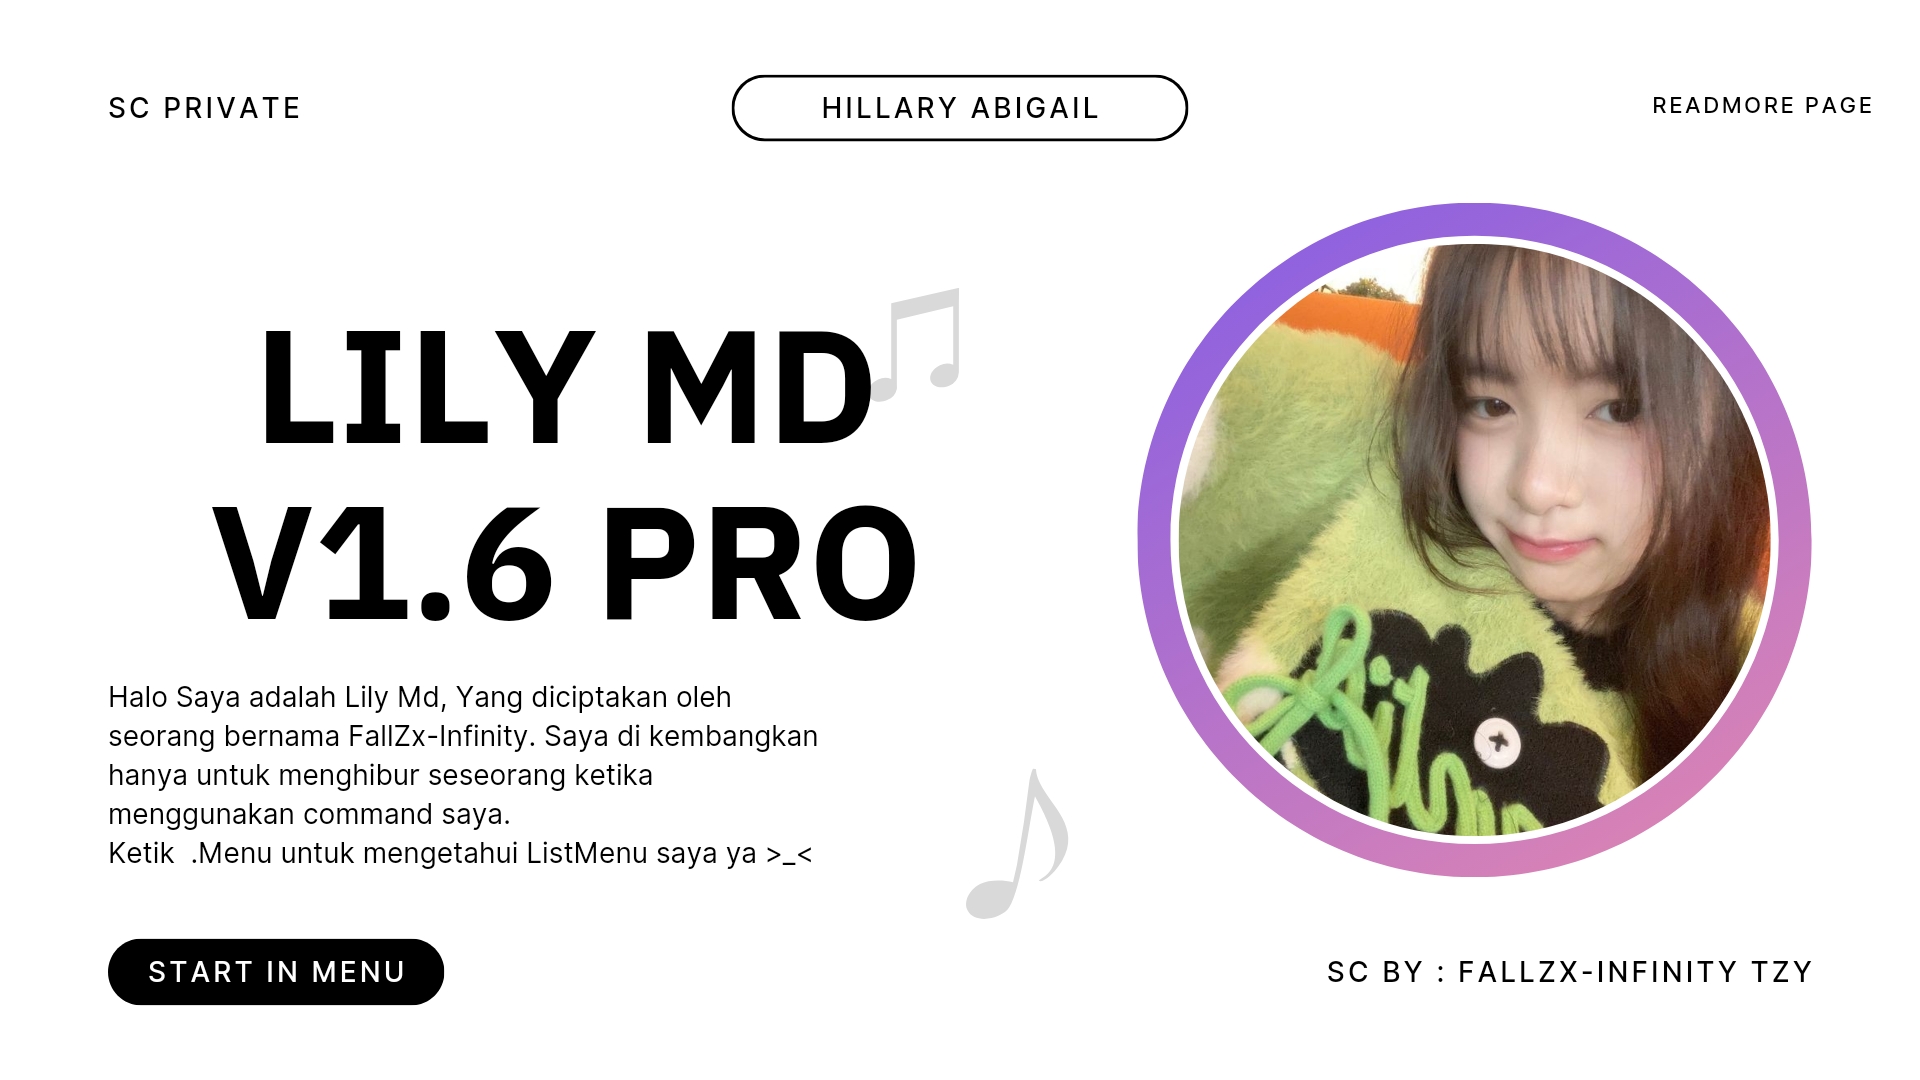 SC PRIVATE
HILLARY ABIGAIL
READMORE PAGE
LILY MD
V1.6 PRO
Halo Saya adalah Lily Md, Yang diciptakan oleh
seorang bernama FallZx-Infinity. Saya di kembangkan
hanya untuk menghibur seseorang ketika
menggunakan command saya.
Ketik  .Menu untuk mengetahui ListMenu saya ya >_<
START IN MENU
SC BY : FALLZX-INFINITY TZY